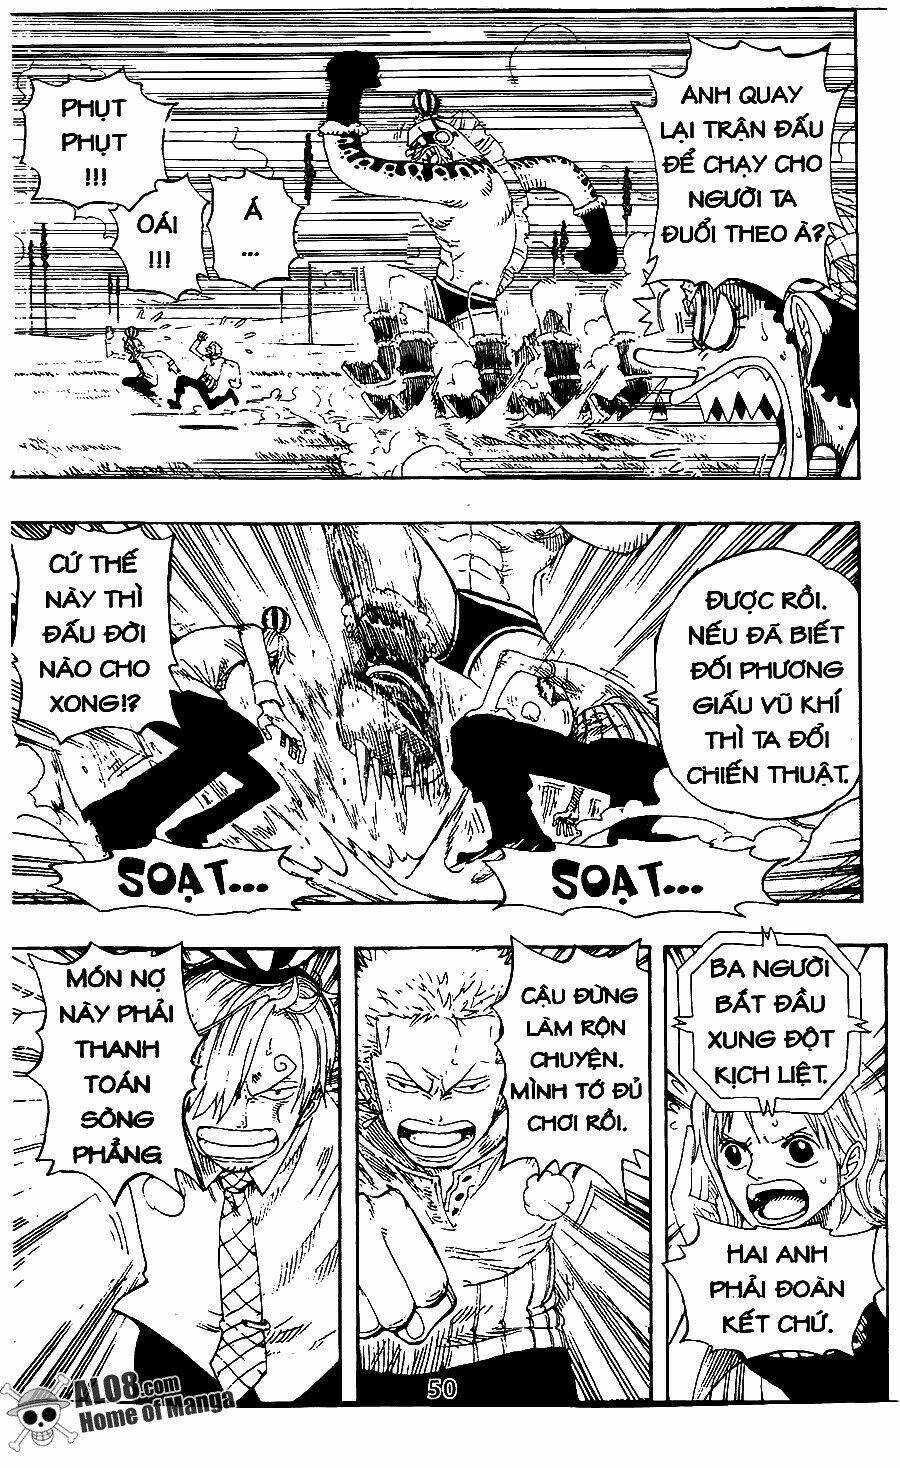 ANH QUAY
LẠI TRẬN ĐẤU
ĐỂ CHẠY CHO
NGƯỜI TA
ĐUỔI THEO À?
Á
...
OÁI
!!!
PHỤT
PHỤT
!!!
ĐƯỢC RỒI.
NẾU ĐÃ BIẾT
ĐỐI PHƯƠNG
GIẤU VŨ KHÍ
THÌ TA ĐỔI
CHIẾN THUẬT.
CỨ THẾ
NÀY THÌ
ĐẤU ĐỜI
NÀO CHO
XONG!?
SOẠT...
SOẠT...
BA NGƯỜI
BẮT ĐẦU
XUNG ĐỘT
KỊCH LIỆT.
HAI ANH
PHẢI ĐOÀN
KẾT CHỨ.
CẬU ĐỪNG
LÀM RỘN
CHUYỆN.
MÌNH TỚ ĐỦ
CHƠI RỒI.
MÓN NỢ
NÀY PHẢI
THANH
TOÁN
SÒNG
PHẲNG.
50
ALO8.com
Home of Manga